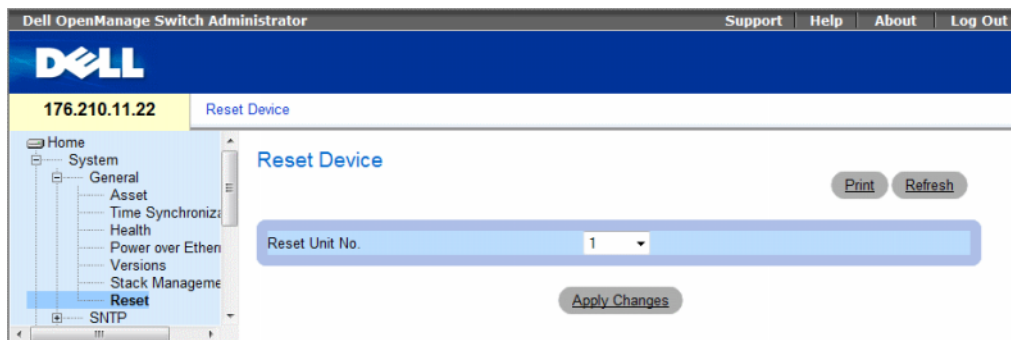 Dell OpenManage Switch Administrator
Support Help About Log Out
DELL
176.210.11.22
Reset Device
Home
System
General
Asset
Time Synchroniza
Health
Power over Ethen
Versions
Stack Manageme
Reset
SNTP
Reset Device
Print Refresh
Reset Unit No. 1
Apply Changes